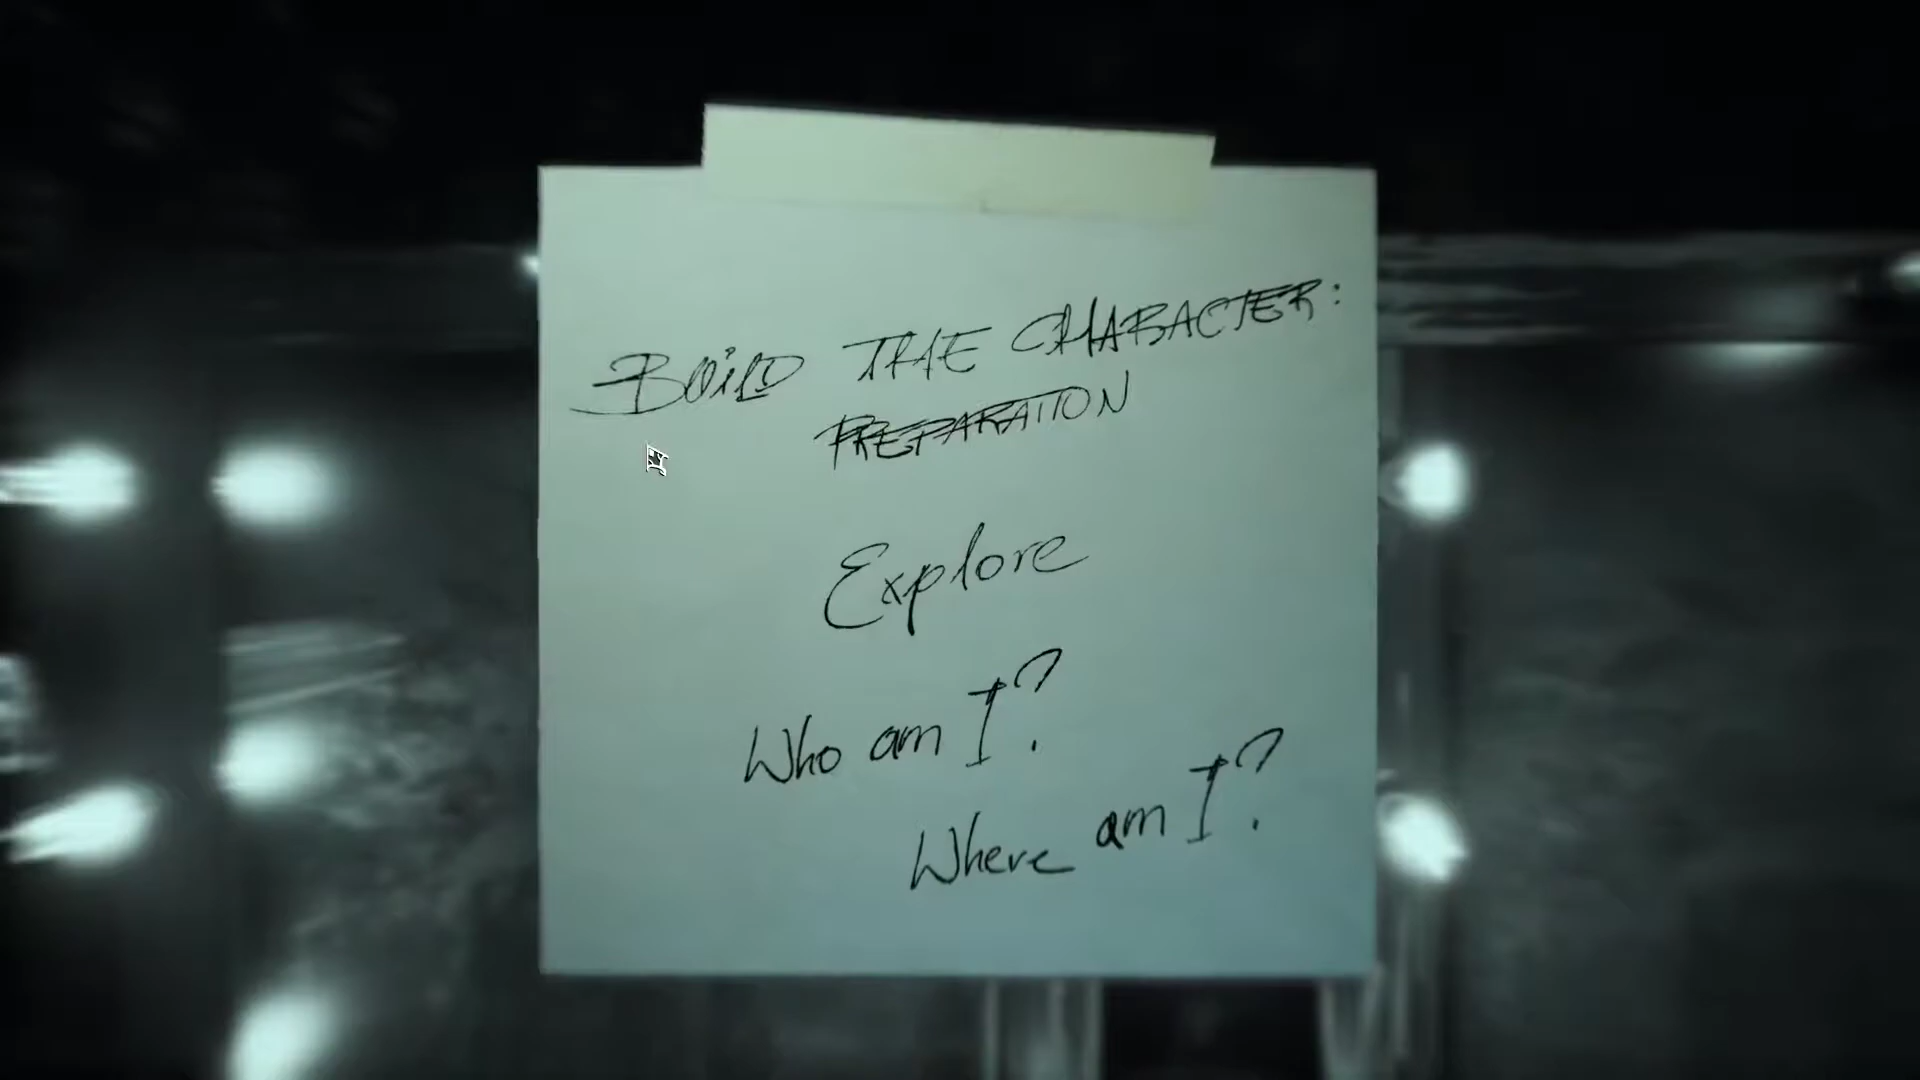 BUILD THE CHARACTER:
PREPARATION
Explore
Who am I?
Where am I?